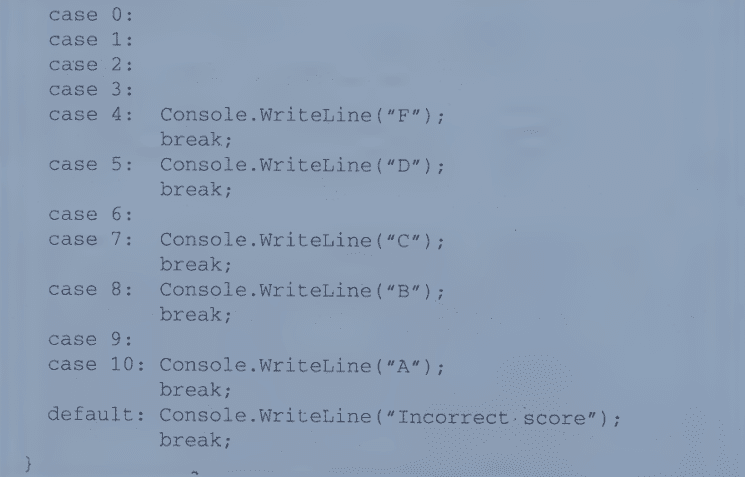 case 0:
case 1:
case 2:
case 3:
case 4: Console.WriteLine("F");
break;
case 5: Console.WriteLine("D");
break;
case 6:
case 7: Console.WriteLine("C");
break;
case 8: Console.WriteLine("B");
break;
case 9:
case 10: Console.WriteLine("A");
break;
default: Console.WriteLine("Incorrect score");
break;
}